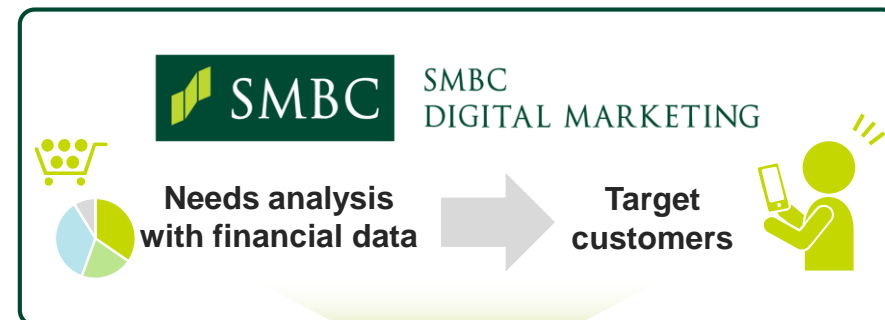 SMBC
SMBC
DIGITAL MARKETING
Needs analysis
with financial data
Target
customers